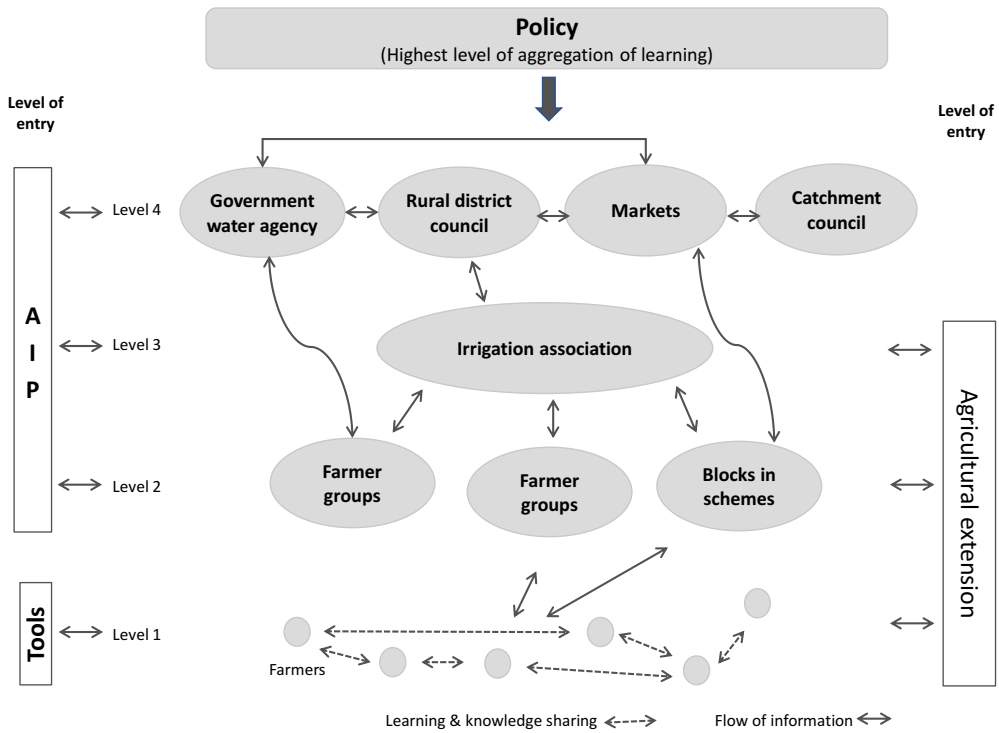 Policy
(Highest level of aggregation of learning)
Level of
entry
Level of
entry
Level 4
Government
water agency
Rural district
council
Markets
Catchment
council
A
I
P
Level 3
Irrigation association
Level 2
Farmer
groups
Farmer
groups
Blocks in
schemes
Agricultural extension
Tools
Level 1
Farmers
Learning & knowledge sharing
Flow of information